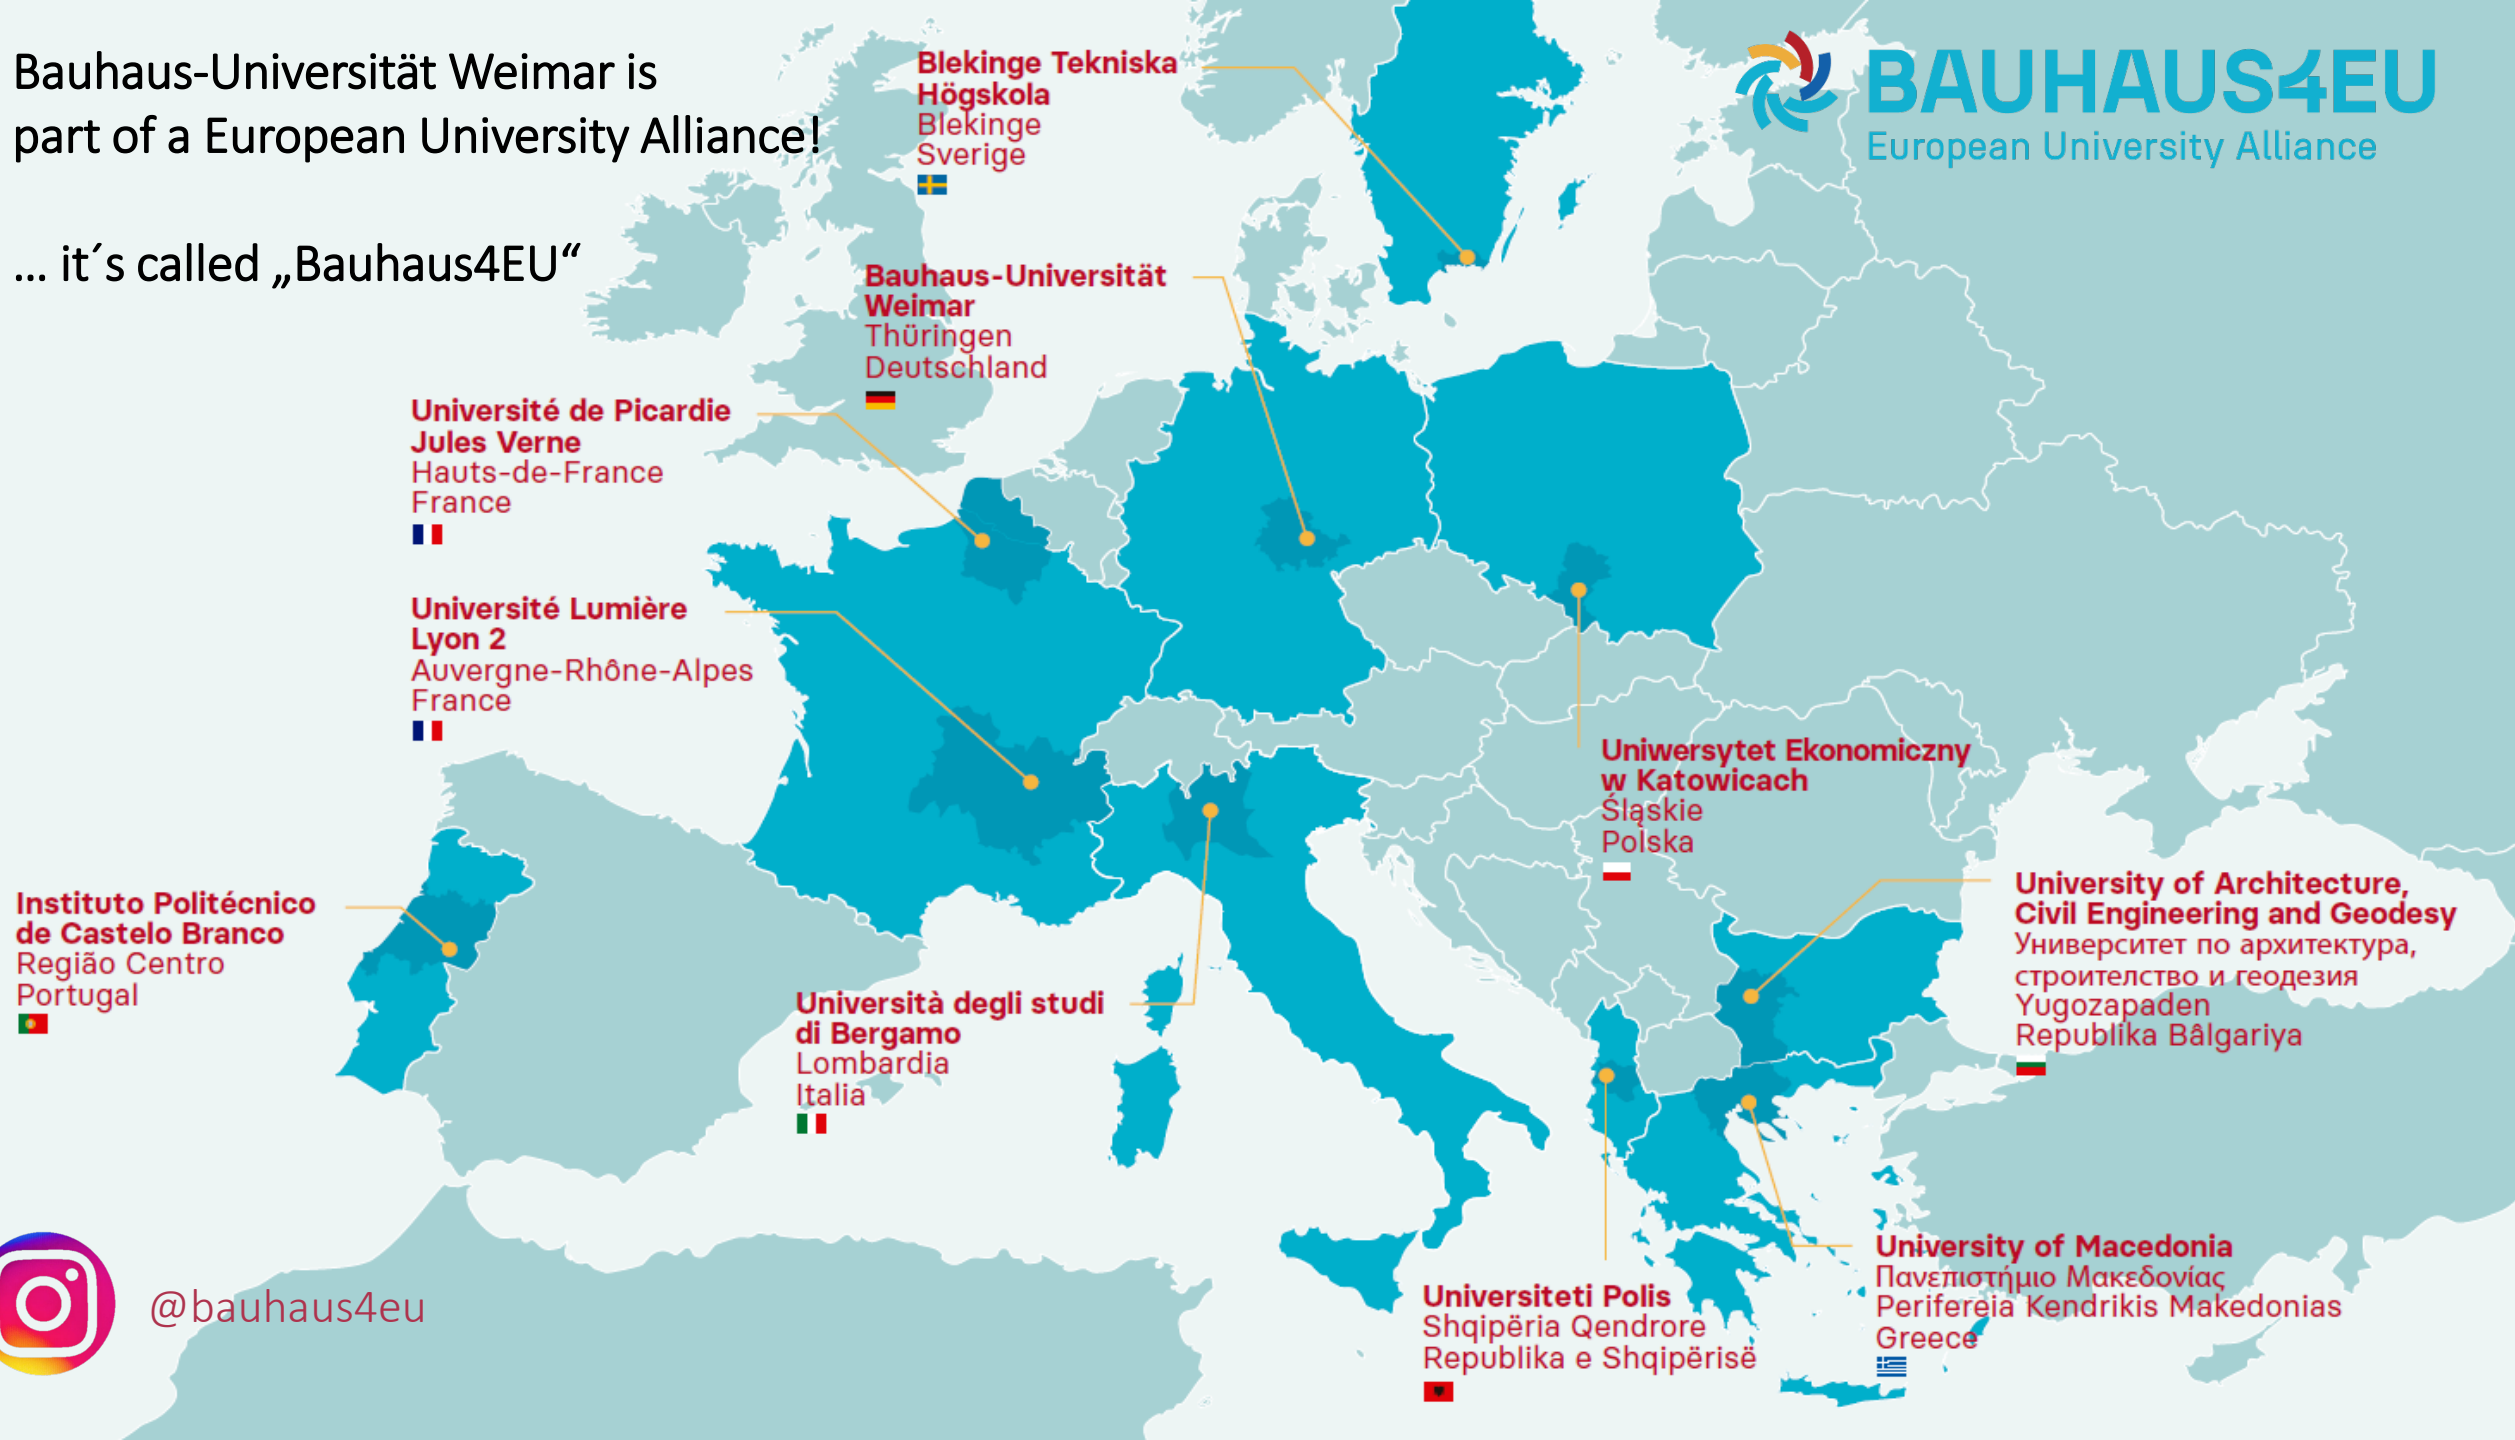 Bauhaus-Universität Weimar is
part of a European University Alliance!
... it´s called „Bauhaus4EU“
BAUHAUS4EU
European University Alliance
Blekinge Tekniska
Högskola
Blekinge
Sverige
Bauhaus-Universität
Weimar
Thüringen
Deutschland
Université de Picardie
Jules Verne
Hauts-de-France
France
Université Lumière
Lyon 2
Auvergne-Rhône-Alpes
France
Uniwersytet Ekonomiczny
w Katowicach
Śląskie
Polska
Instituto Politécnico
de Castelo Branco
Região Centro
Portugal
University of Architecture,
Civil Engineering and Geodesy
Университет по архитектура,
строителство и геодезия
Yugozapaden
Republika Bâlgariya
Università degli studi
di Bergamo
Lombardia
Italia
University of Macedonia
Πανεπιστήμιο Μακεδονίας
Perifereia Kendrikis Makedonias
Greece
Universiteti Polis
Shqipëria Qendrore
Republika e Shqipërisë
@bauhaus4eu